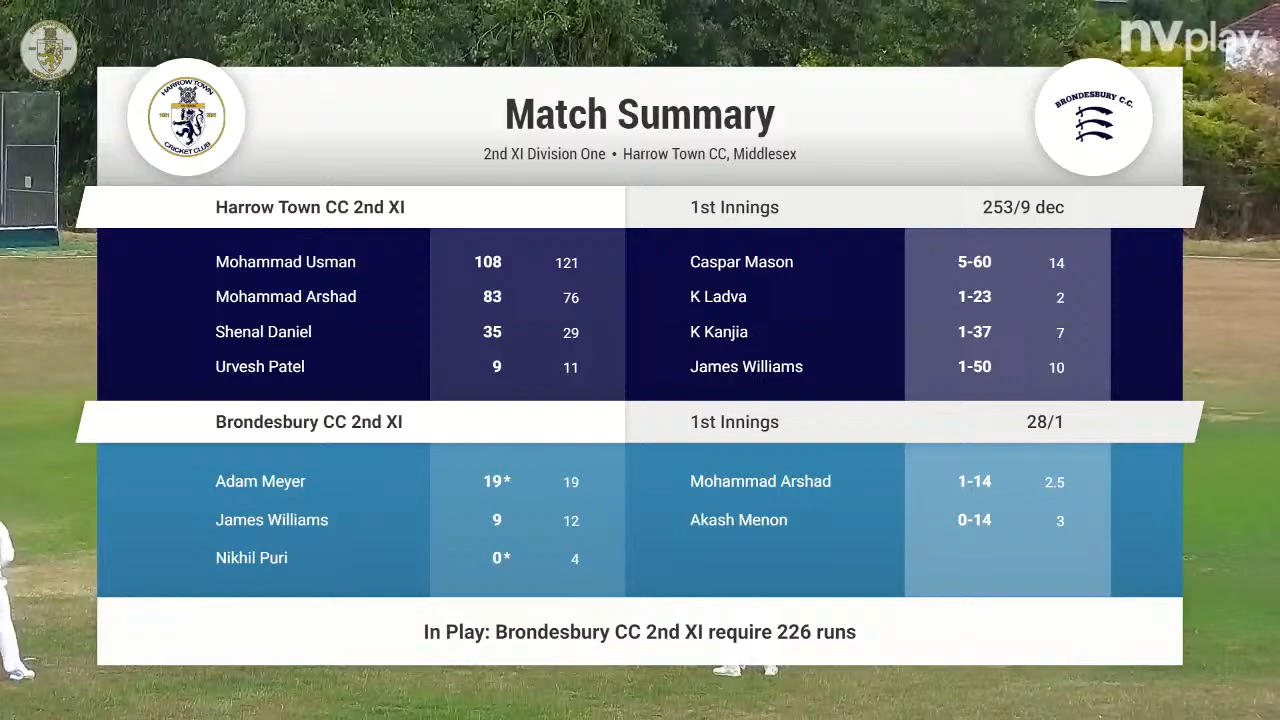 nvplay
HARROW TOWN
CRICKET CLUB
BRONDESBURY C.C.
Match Summary
2nd XI Division One • Harrow Town CC, Middlesex
Harrow Town CC 2nd XI 1st Innings 253/9 dec
Mohammad Usman 108 121 Caspar Mason 5-60 14
Mohammad Arshad 83 76 K Ladva 1-23 2
Shenal Daniel 35 29 K Kanjia 1-37 7
Urvesh Patel 9 11 James Williams 1-50 10
Brondesbury CC 2nd XI 1st Innings 28/1
Adam Meyer 19* 19 Mohammad Arshad 1-14 2.5
James Williams 9 12 Akash Menon 0-14 3
Nikhil Puri 0* 4
In Play: Brondesbury CC 2nd XI require 226 runs